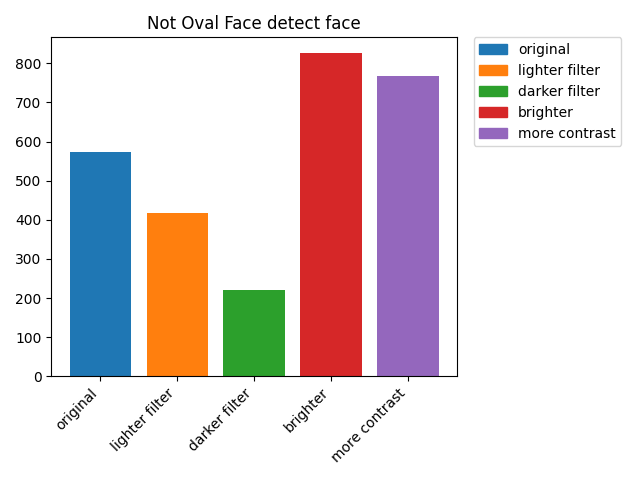 Not Oval Face detect face
800
700
600
500
400
300
200
100
0
original
lighter filter
darker filter
brighter
more contrast
original
lighter filter
darker filter
brighter
more contrast